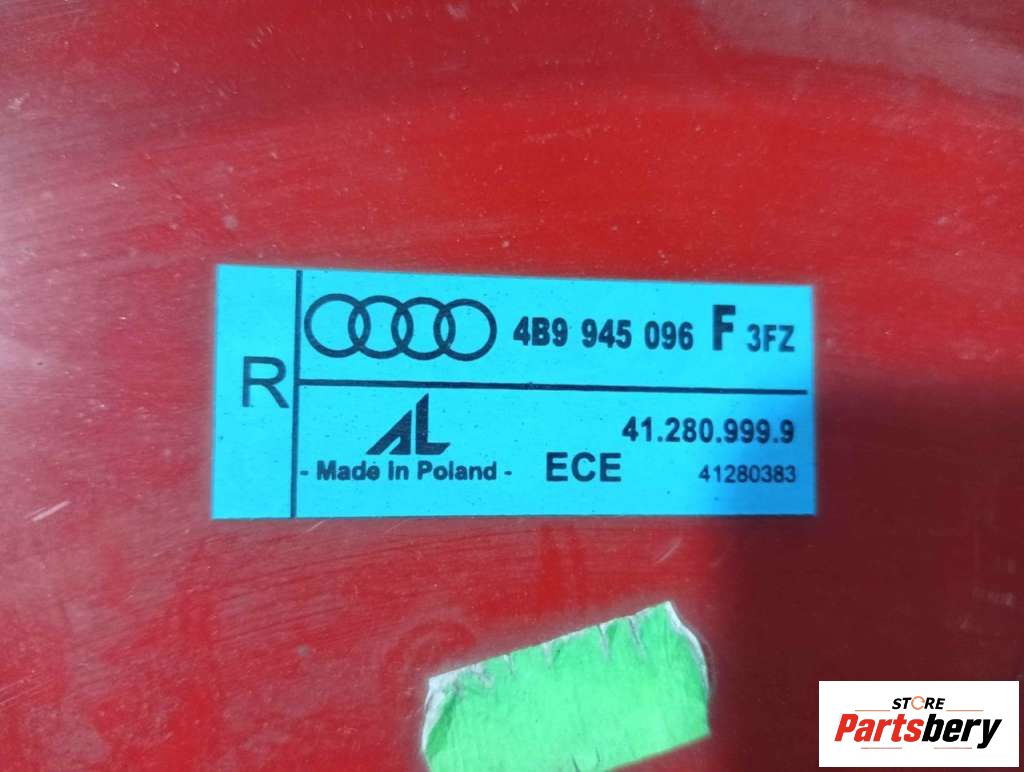 R
4B9 945 096 F 3FZ
AL
41.280.999.9
- Made in Poland - ECE 41280383
STORE
Partsbery